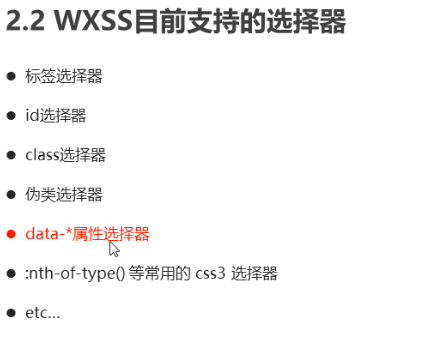 2.2 WXSS目前支持的选择器
标签选择器
id选择器
class选择器
伪类选择器
data-*属性选择器
:nth-of-type() 等常用的 css3 选择器
etc...